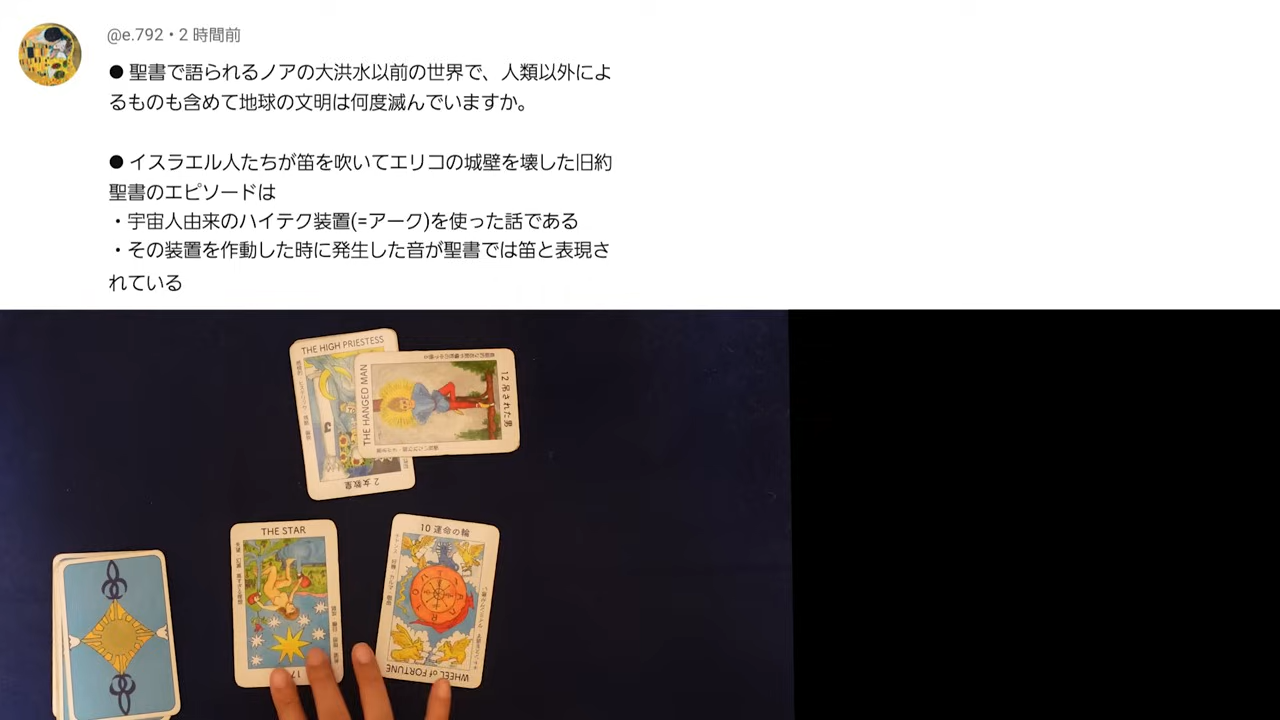 @e.792・2 時間前
● 聖書で語られるノアの大洪水以前の世界で、人類以外によ
るものも含めて地球の文明は何度滅んでいますか。
● イスラエル人たちが笛を吹いてエリコの城壁を壊した旧約
聖書のエピソードは
・宇宙人由来のハイテク装置(=アーク)を使った話である
・その装置を作動した時に発生した音が聖書では笛と表現さ
れている
THE HIGH PRIESTESS
2 女教皇
THE HANGED MAN
12 吊された男
THE STAR
17
10 運命の輪
WHEEL of FORTUNE